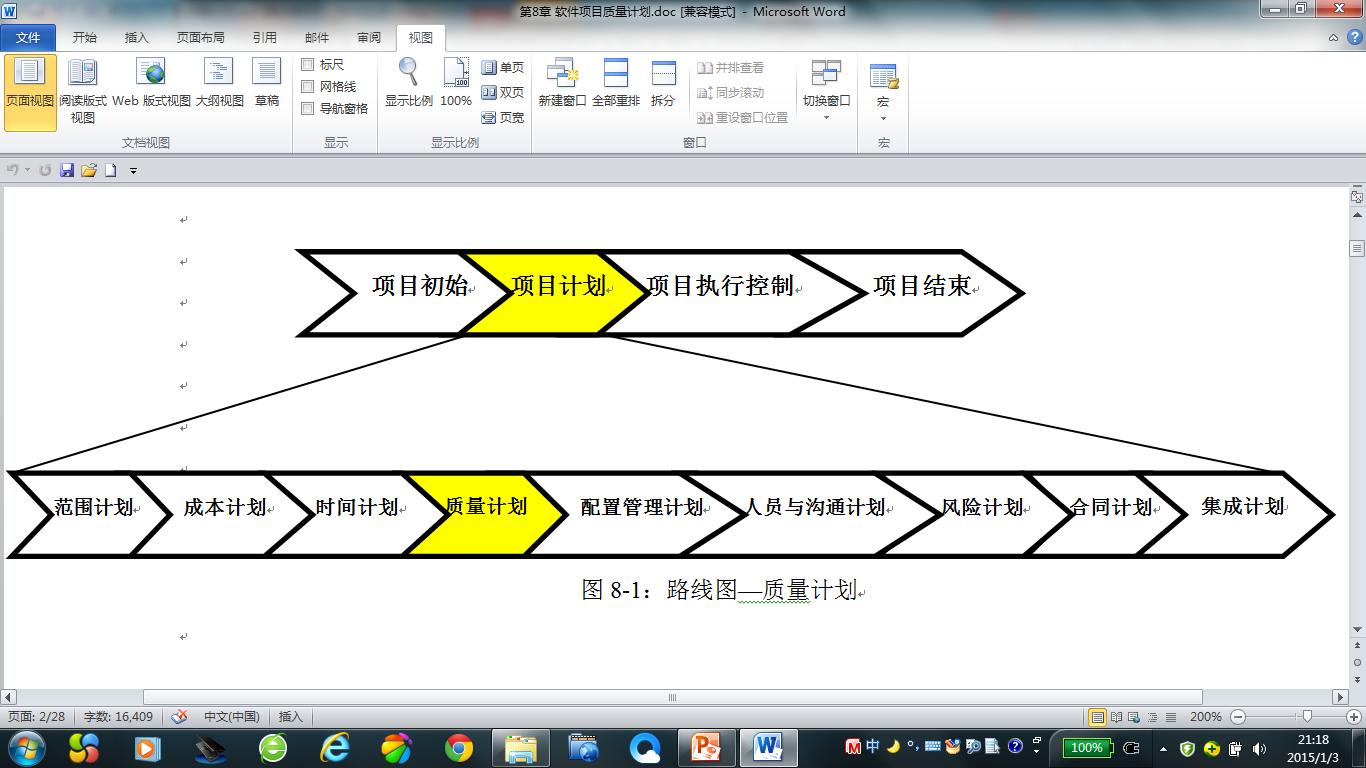 第8章 软件项目质量计划.doc [兼容模式] - Microsoft Word
文件 开始 插入 页面布局 引用 邮件 审阅 视图
页面视图 阅读版式视图 Web 版式视图 大纲视图 草稿
标尺
网格线
导航窗格
显示比例 100% 单页
双页
页宽
新建窗口 全部重排 拆分
并排查看
同步滚动
重设窗口位置
切换窗口 宏
文档视图 显示 显示比例 窗口 宏
项目初始 项目计划 项目执行控制 项目结束
范围计划 成本计划 时间计划 质量计划 配置管理计划 人员与沟通计划 风险计划 合同计划 集成计划
图 8-1：路线图—质量计划
页面: 2/28 字数: 16,409 中文(中国) 插入 200%
中 100% 21:18
2015/1/3